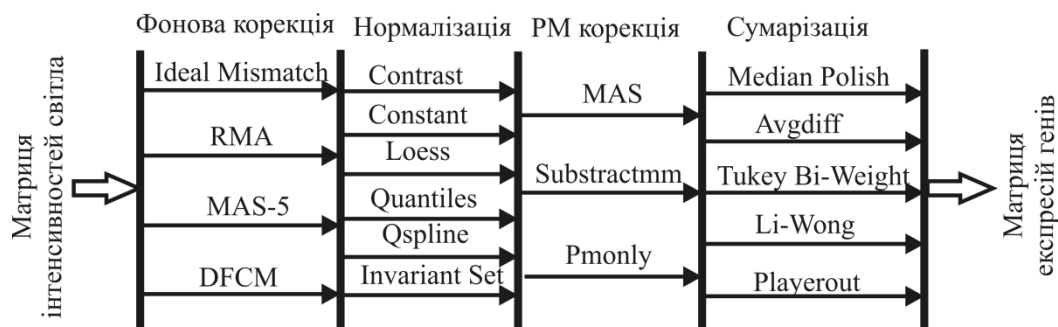 Фонова корекція
Нормалізація
PM корекція
Сумарізація
Матриця
інтенсивностей світла
Ideal Mismatch
RMA
MAS-5
DFCM
Contrast
Constant
Loess
Quantiles
Qspline
Invariant Set
MAS
Substractmm
Pmonly
Median Polish
Avgdiff
Tukey Bi-Weight
Li-Wong
Playerout
Матриця
експресій генів